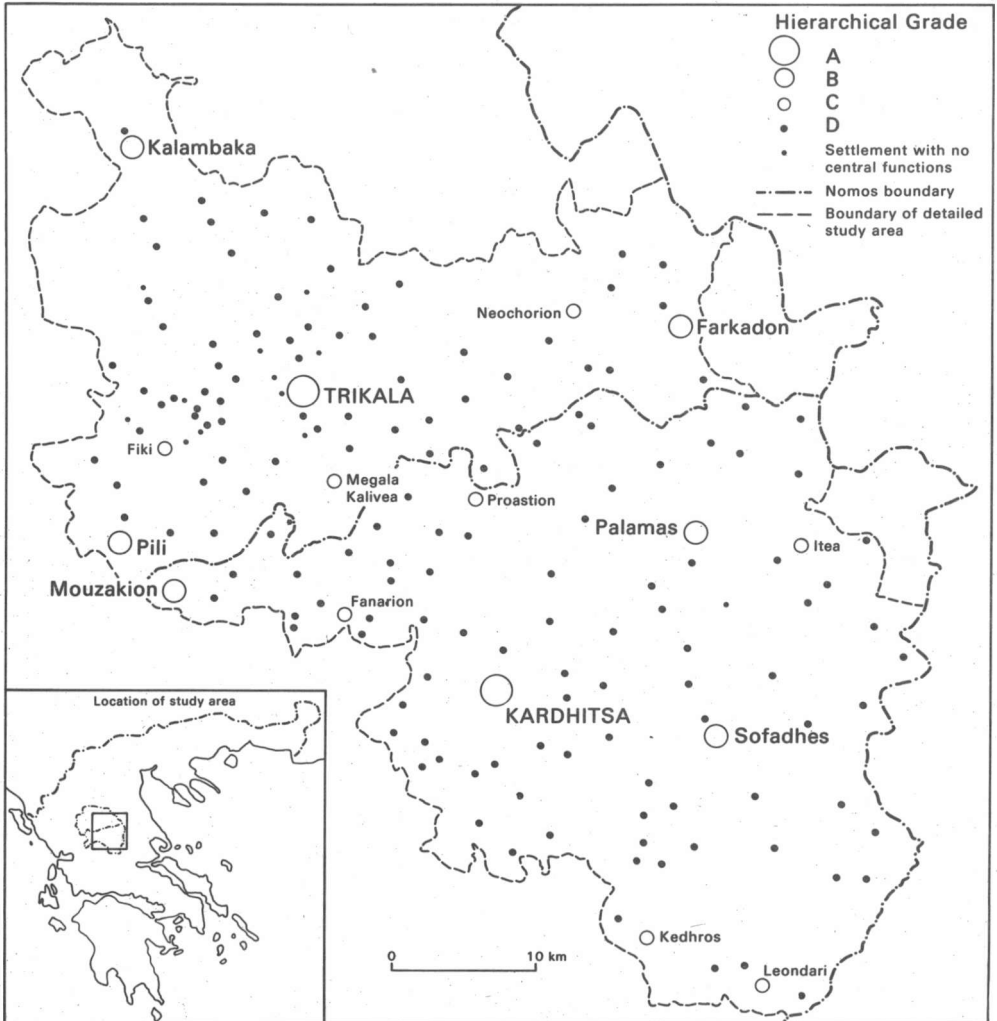 Hierarchical Grade
A
B
C
D
Settlement with no
central functions
Nomos boundary
Boundary of detailed
study area
Kalambaka
Neochorion
Farkadon
TRIKALA
Fiki
Megala
Kalivea
Proastion
Palamas
Itea
Pili
Mouzakion
Fanarion
KARDHITSA
Sofadhes
Location of study area
Kedhros
Leondari
0 10 km